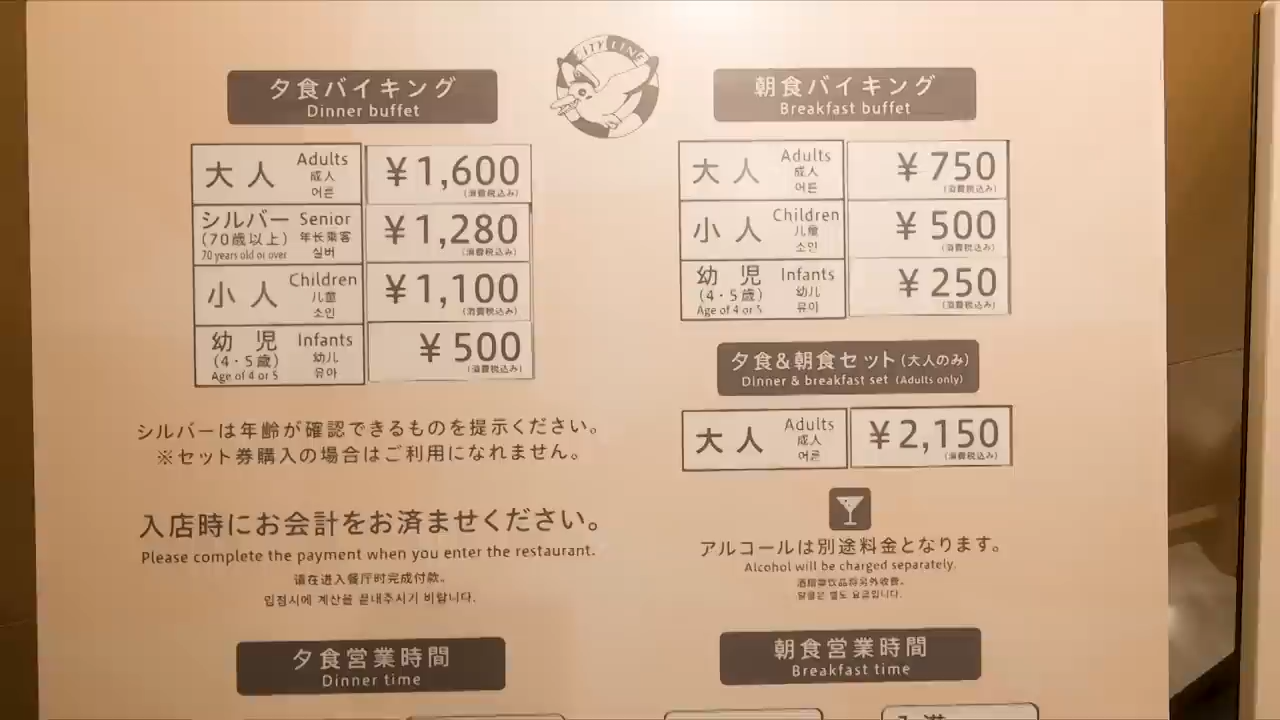 CITY LINE
夕食バイキング
Dinner buffet
大人 Adults 成人 어른 ¥1,600 (消費税込み)
シルバー (70歳以上) 70 years old or over Senior 年长乘客 실버 ¥1,280 (消費税込み)
小人 Children 儿童 소인 ¥1,100 (消費税込み)
幼児 (4・5歳) Age of 4 or 5 Infants 幼儿 유아 ¥500 (消費税込み)
シルバーは年齢が確認できるものを提示ください。
※セット券購入の場合はご利用になれません。
入店時にお会計をお済ませください。
Please complete the payment when you enter the restaurant.
请在进入餐厅时完成付款。
입점시에 계산을 끝내주시기 바랍니다.
夕食営業時間
Dinner time
朝食バイキング
Breakfast buffet
大人 Adults 成人 어른 ¥750 (消費税込み)
小人 Children 儿童 소인 ¥500 (消費税込み)
幼児 (4・5歳) Age of 4 or 5 Infants 幼儿 유아 ¥250 (消費税込み)
夕食&朝食セット(大人のみ)
Dinner & breakfast set (Adults only)
大人 Adults 成人 어른 ¥2,150 (消費税込み)
アルコールは別途料金となります。
Alcohol will be charged separately.
酒精类饮品将另外收费。
알콜은 별도 요금입니다.
朝食営業時間
Breakfast time